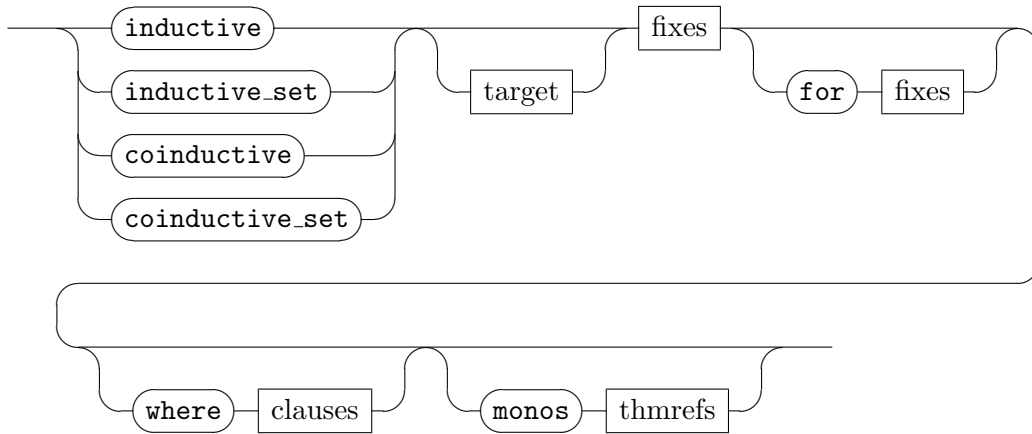 inductive
inductive_set
coinductive
coinductive_set
target
fixes
for fixes
where clauses
monos thmrefs